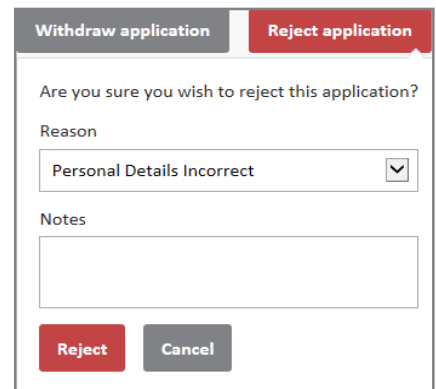 Withdraw application Reject application
Are you sure you wish to reject this application?
Reason
Personal Details Incorrect
Notes
Reject Cancel